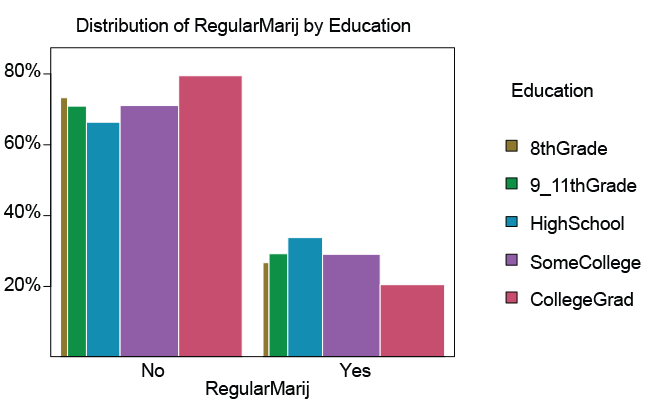 Distribution of RegularMarij by Education
80%
60%
40%
20%
No
Yes
RegularMarij
Education
8thGrade
9_11thGrade
HighSchool
SomeCollege
CollegeGrad